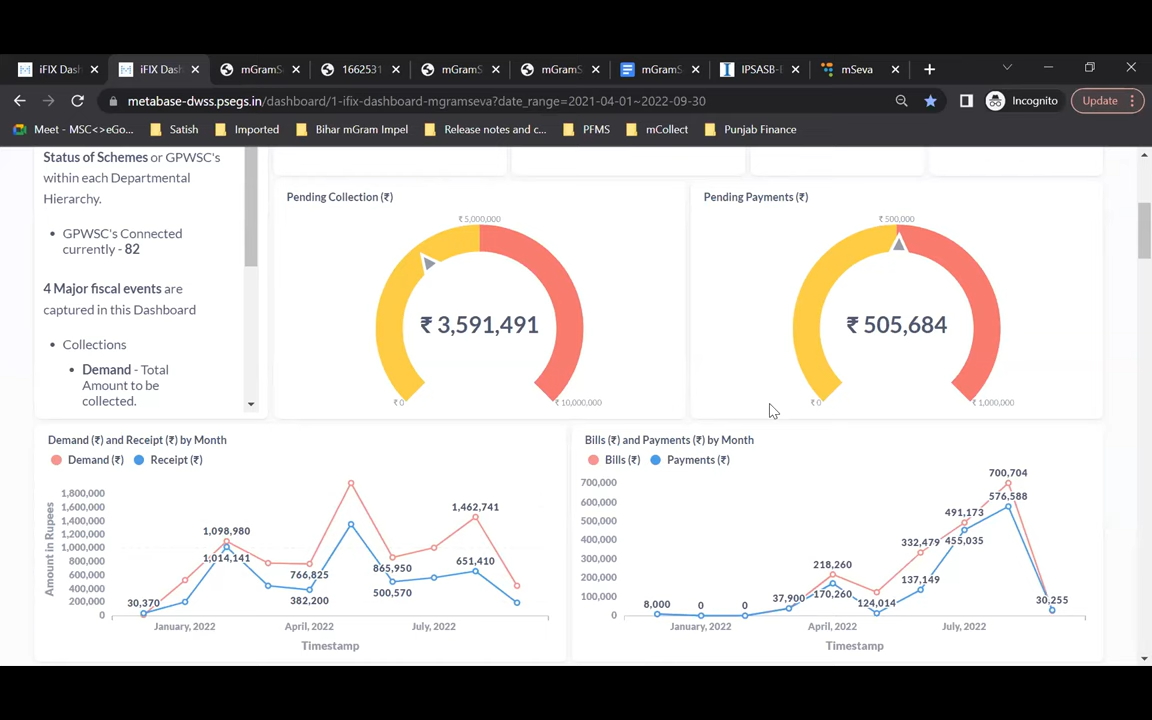 iFIX Dash
iFIX Dash
mGramSe
1662531
mGramSe
mGramSe
mGramSe
IPSASB-E
mSeva
metabase-dwss.psegs.in/dashboard/1-ifix-dashboard-mgramseva?date_range=2021-04-01~2022-09-30
Incognito
Update
Meet - MSC<>eGo...
Satish
Imported
Bihar mGram Impel
Release notes and c...
PFMS
mCollect
Punjab Finance
Status of Schemes or GPWSC's
within each Departmental
Hierarchy.
• GPWSC's Connected
currently - 82
4 Major fiscal events are
captured in this Dashboard
• Collections
• Demand - Total
Amount to be
collected.
Pending Collection (₹)
₹ 5,000,000
₹ 3,591,491
₹ 0
₹ 10,000,000
Pending Payments (₹)
₹ 500,000
₹ 505,684
₹ 0
₹ 1,000,000
Demand (₹) and Receipt (₹) by Month
Demand (₹) Receipt (₹)
Amount in Rupees
1,800,000
1,600,000
1,400,000
1,200,000
1,000,000
800,000
600,000
400,000
200,000
0
30,370
1,098,980
1,014,141
766,825
382,200
865,950
500,570
1,462,741
651,410
January, 2022
April, 2022
July, 2022
Timestamp
Bills (₹) and Payments (₹) by Month
Bills (₹) Payments (₹)
700,000
600,000
500,000
400,000
300,000
200,000
100,000
0
8,000
0
0
37,900
218,260
170,260
124,014
332,479
137,149
491,173
455,035
700,704
576,588
30,255
January, 2022
April, 2022
July, 2022
Timestamp